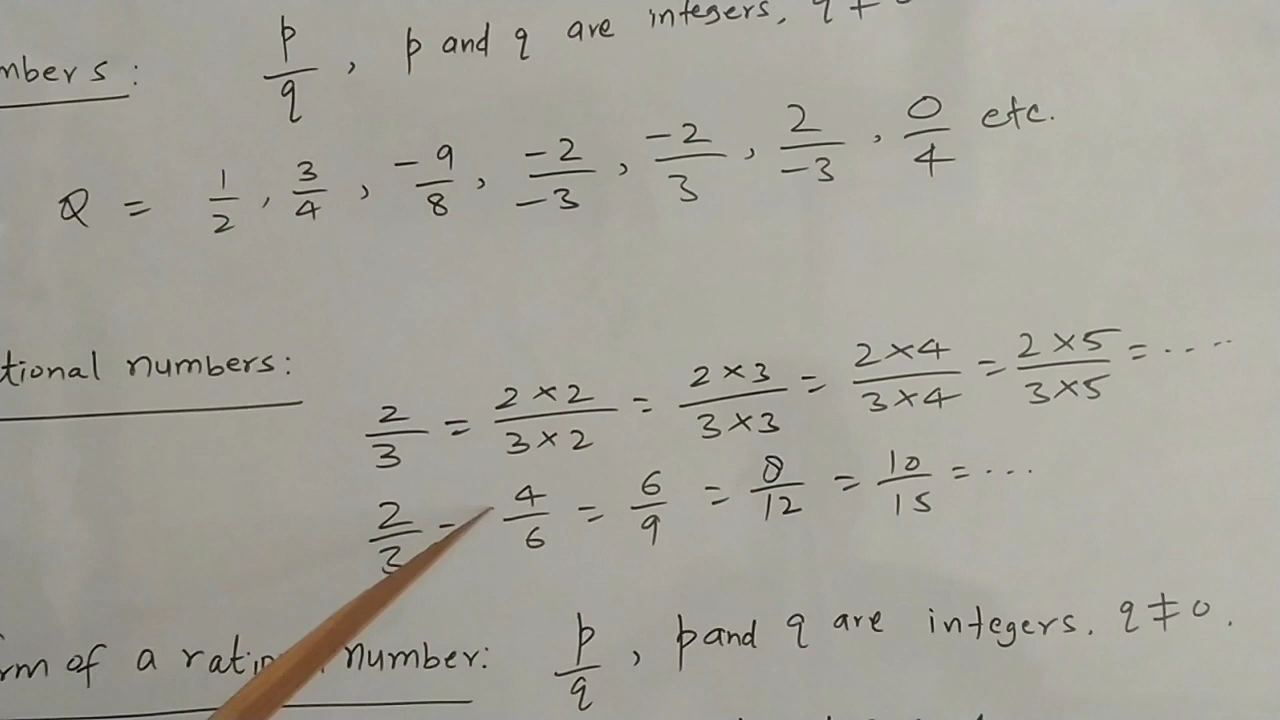 p/q, p and q are integers, q ≠
mbers :
Q = 1/2, 3/4, -9/8, -2/-3, -2/3, 2/-3, 0/4 etc.
tional numbers:
2/3 = 2×2/3×2 = 2×3/3×3 = 2×4/3×4 = 2×5/3×5 = ....
2/3 = 4/6 = 6/9 = 8/12 = 10/15 = ...
rm of a number: p/q, p and q are integers. q ≠ 0.